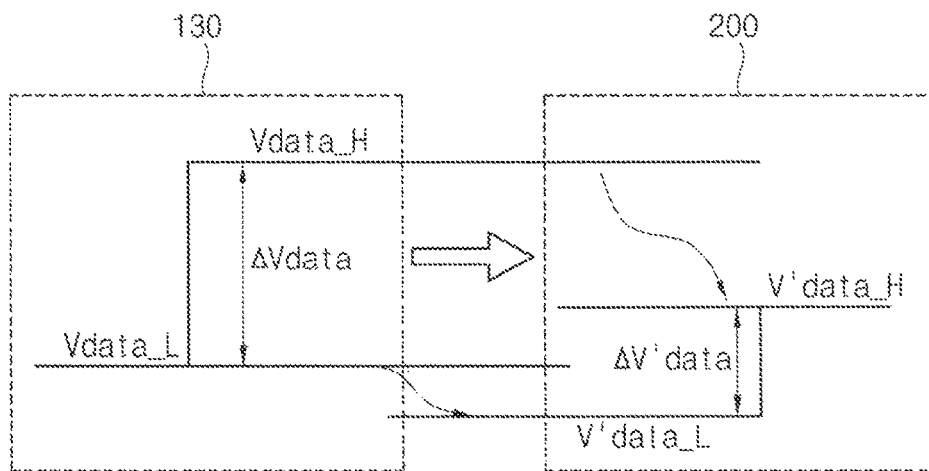 130
200
Vdata_H
ΔVdata
V'data_H
Vdata_L
ΔV'data
V'data_L